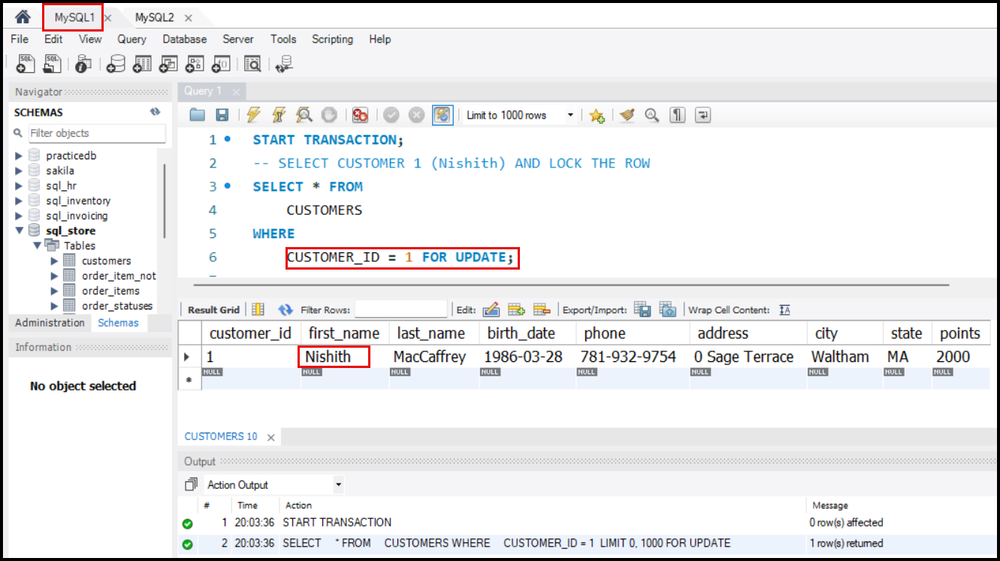 MySQL1 MySQL2
File Edit View Query Database Server Tools Scripting Help
Navigator
SCHEMAS
Filter objects
practicedb
sakila
sql_hr
sql_inventory
sql_invoicing
sql_store
Tables
customers
order_item_not
order_items
order_statuses
Administration Schemas
Information
No object selected
Query 1
Limit to 1000 rows
1 START TRANSACTION;
2 -- SELECT CUSTOMER 1 (Nishith) AND LOCK THE ROW
3 SELECT * FROM
4 CUSTOMERS
5 WHERE
6 CUSTOMER_ID = 1 FOR UPDATE;
Result Grid Filter Rows: Edit: Export/Import: Wrap Cell Content:
customer_id first_name last_name birth_date phone address city state points
1 Nishith MacCaffrey 1986-03-28 781-932-9754 0 Sage Terrace Waltham MA 2000
NULL NULL NULL NULL NULL NULL NULL NULL NULL
CUSTOMERS 10
Output
Action Output
# Time Action Message
1 20:03:36 START TRANSACTION 0 row(s) affected
2 20:03:36 SELECT * FROM CUSTOMERS WHERE CUSTOMER_ID = 1 LIMIT 0, 1000 FOR UPDATE 1 row(s) returned